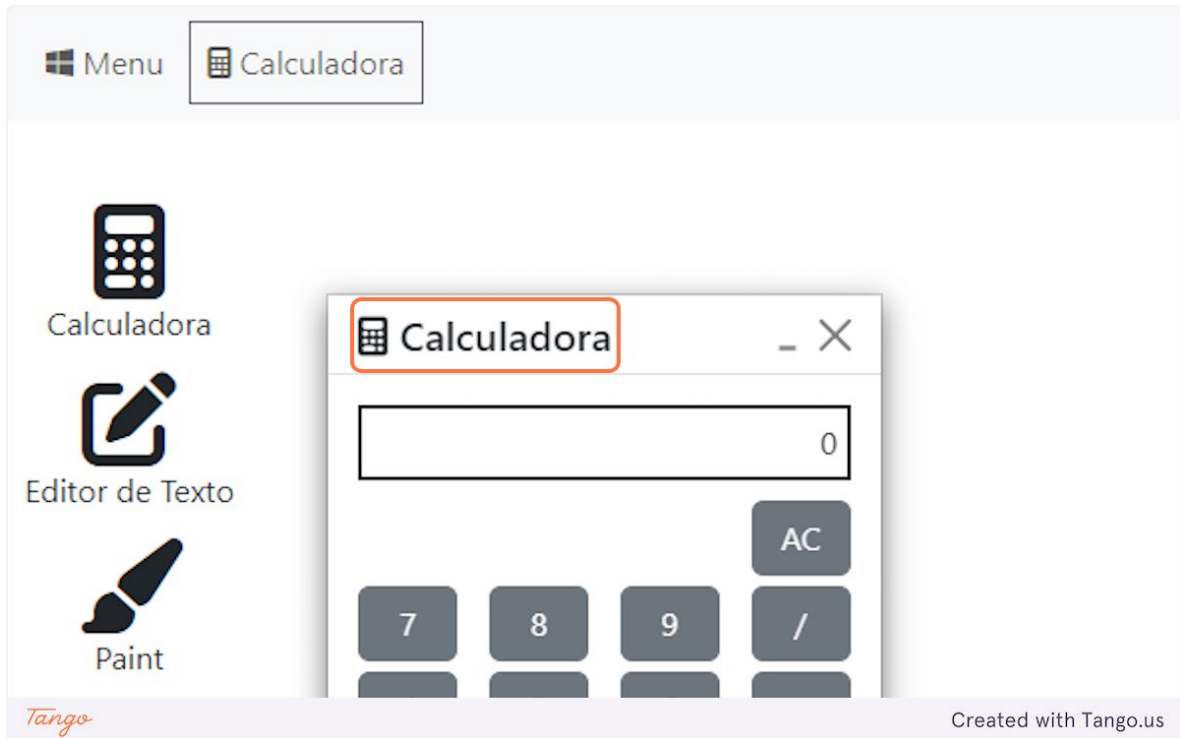 Menu Calculadora
Calculadora
Calculadora
0
Editor de Texto
AC
7 8 9 /
Paint
Tango Created with Tango.us